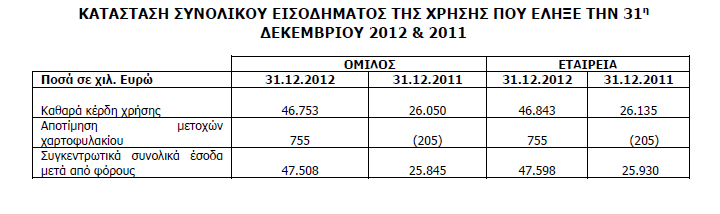 ΚΑΤΑΣΤΑΣΗ ΣΥΝΟΛΙΚΟΥ ΕΙΣΟΔΗΜΑΤΟΣ ΤΗΣ ΧΡΗΣΗΣ ΠΟΥ ΕΛΗΞΕ ΤΗΝ 31η
ΔΕΚΕΜΒΡΙΟΥ 2012 & 2011
ΟΜΙΛΟΣ ΕΤΑΙΡΕΙΑ
Ποσά σε χιλ. Ευρώ 31.12.2012 31.12.2011 31.12.2012 31.12.2011
Καθαρά κέρδη χρήσης 46.753 26.050 46.843 26.135
Αποτίμηση μετοχών
χαρτοφυλακίου 755 (205) 755 (205)
Συγκεντρωτικά συνολικά έσοδα
μετά από φόρους 47.508 25.845 47.598 25.930